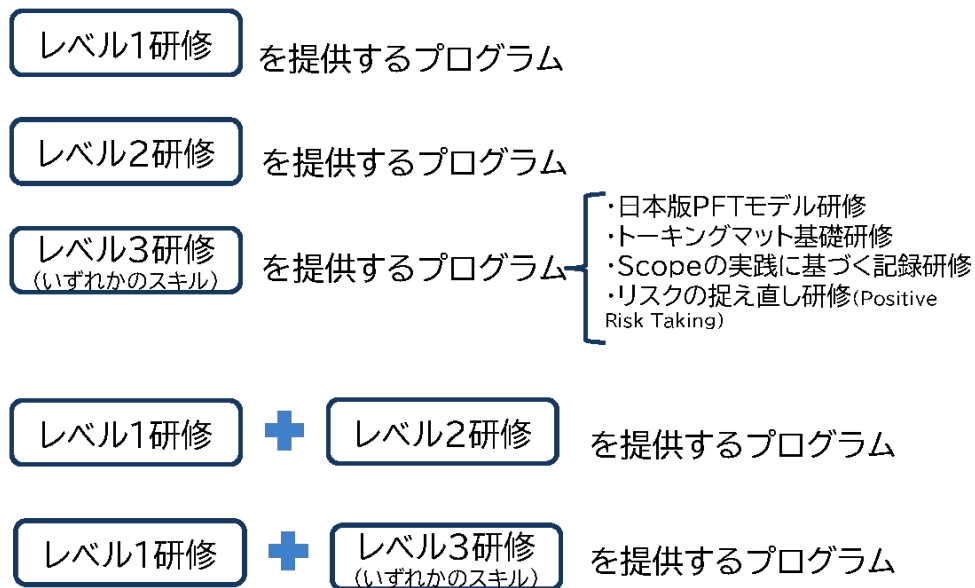 レベル1研修 を提供するプログラム
レベル2研修 を提供するプログラム
レベル3研修
(いずれかのスキル)
を提供するプログラム
・日本版PFTモデル研修
・トーキングマット基礎研修
・Scopeの実践に基づく記録研修
・リスクの捉え直し研修(Positive
Risk Taking)
レベル1研修 + レベル2研修 を提供するプログラム
レベル1研修 + レベル3研修
(いずれかのスキル)
を提供するプログラム